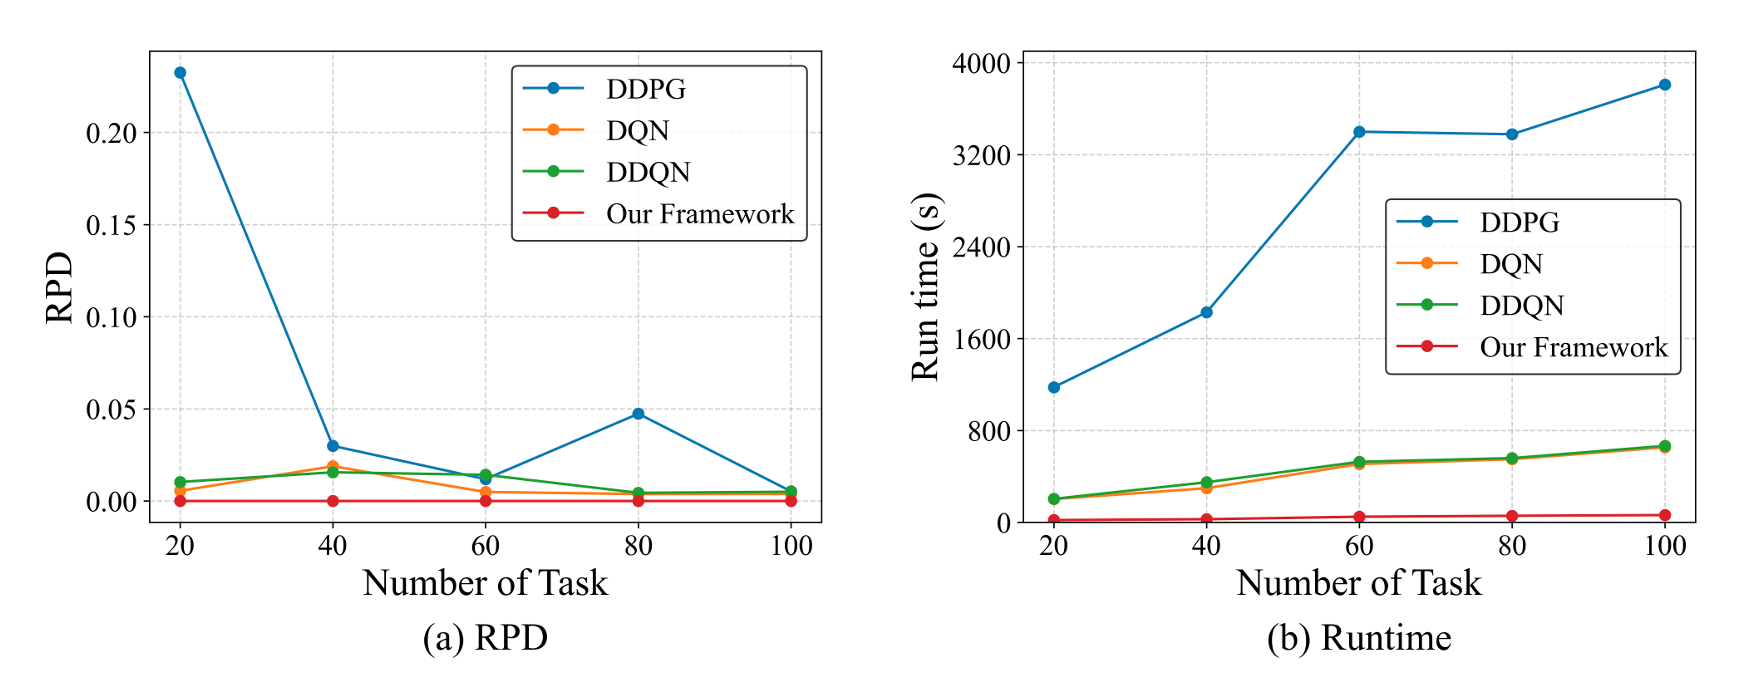 0.20
0.15
0.10
0.05
0.00
RPD
DDPG
DQN
DDQN
Our Framework
20 40 60 80 100
Number of Task
(a) RPD
4000
3200
2400
1600
800
0
Run time (s)
DDPG
DQN
DDQN
Our Framework
20 40 60 80 100
Number of Task
(b) Runtime